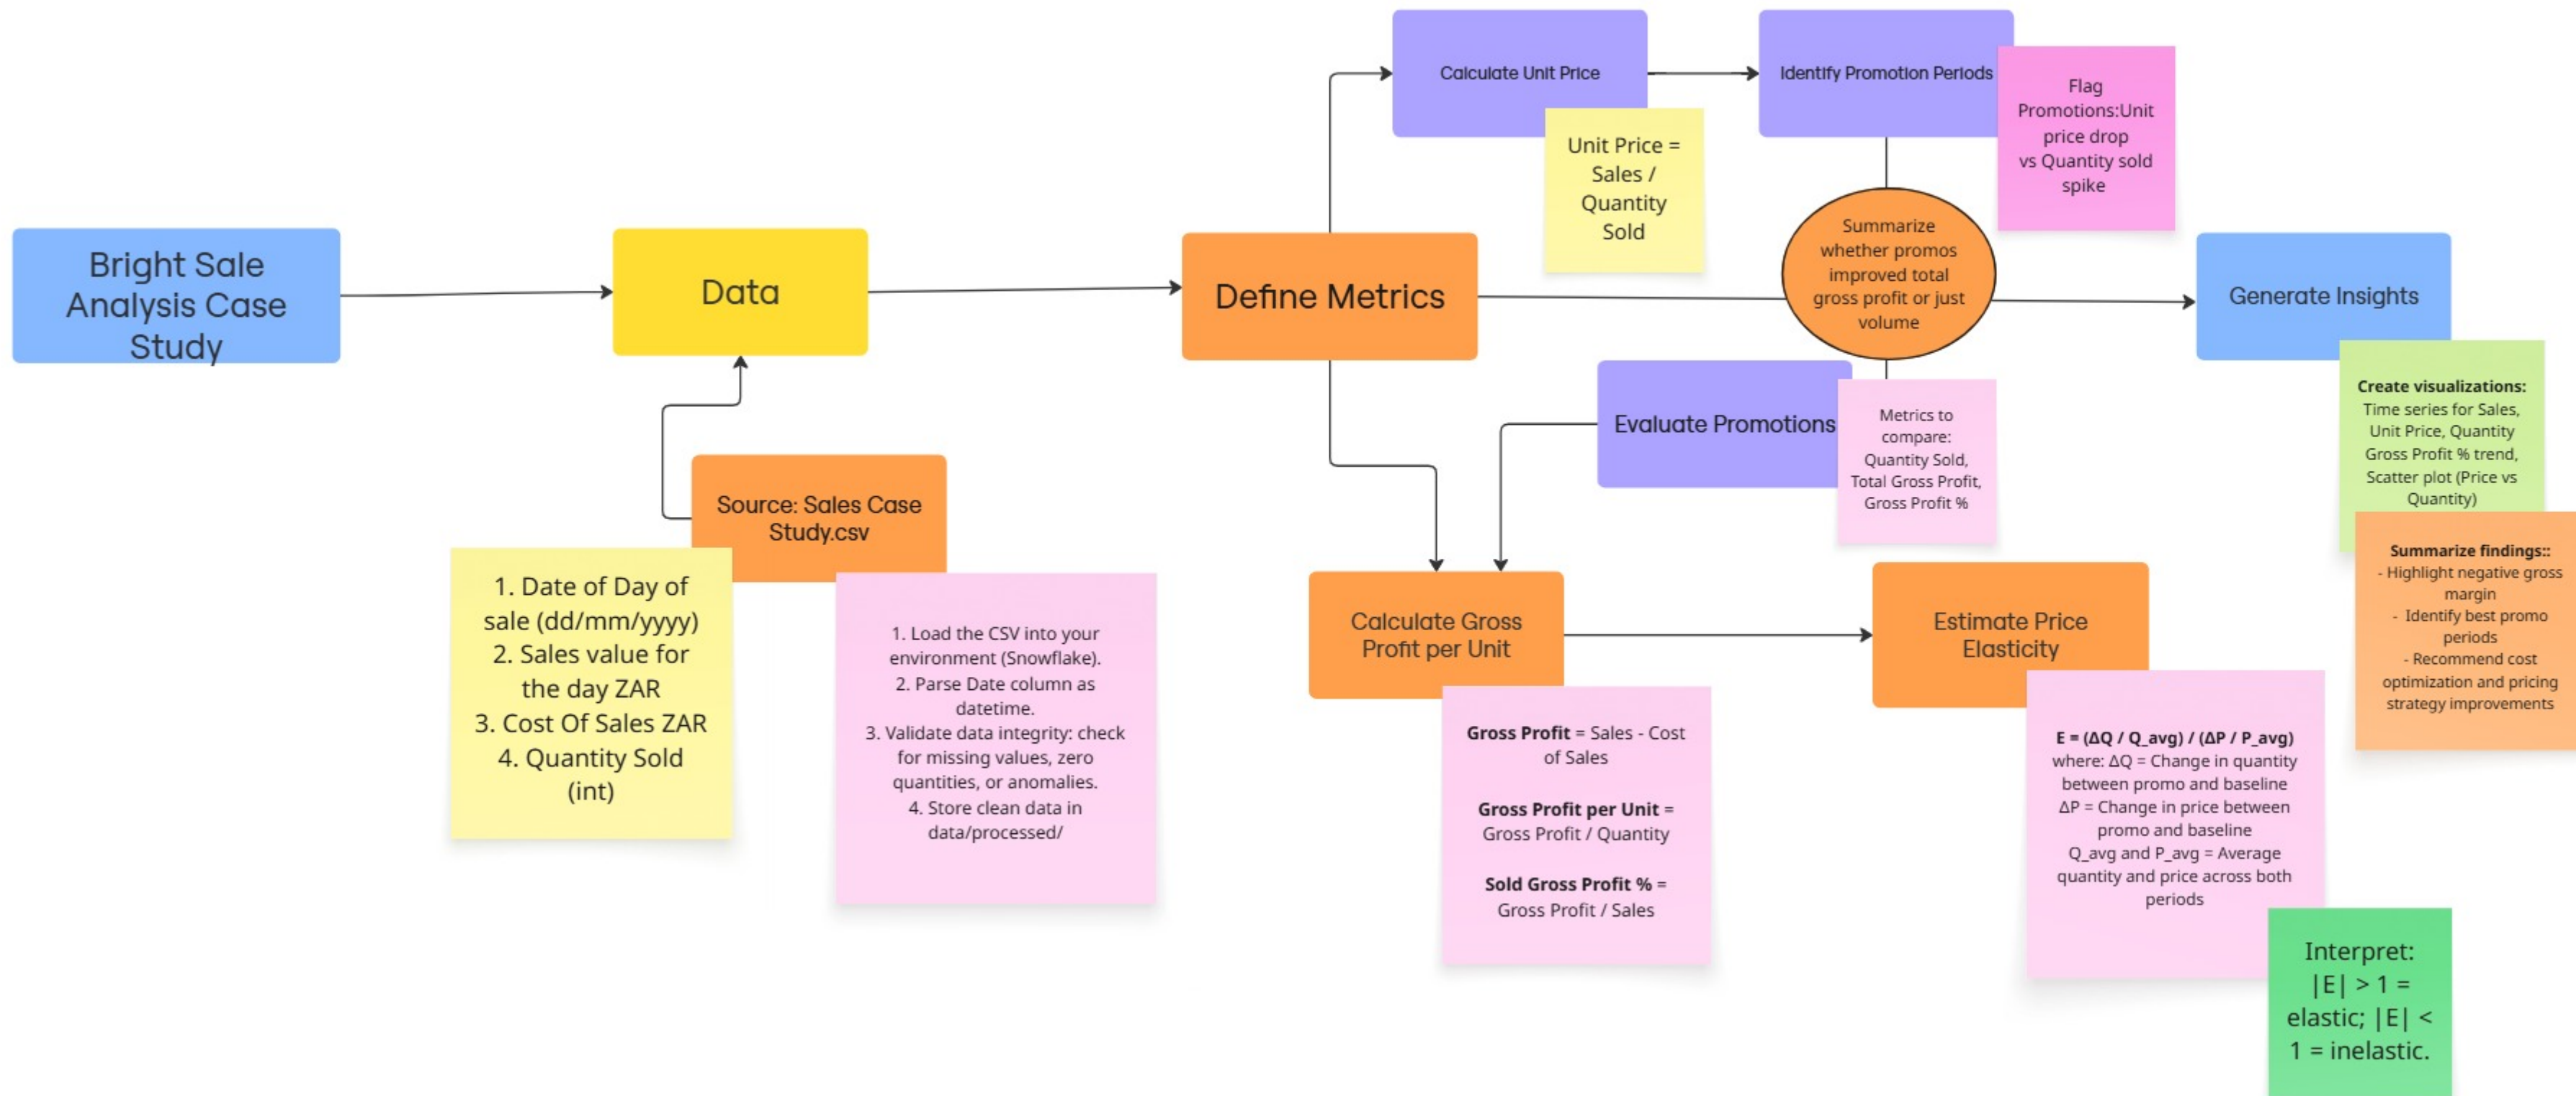 Bright Sale
Analysis Case
Study
Data
Source: Sales Case
Study.csv
1. Date of Day of
sale (dd/mm/yyyy)
2. Sales value for
the day ZAR
3. Cost Of Sales ZAR
4. Quantity Sold
(int)
1. Load the CSV into your
environment (Snowflake).
2. Parse Date column as
datetime.
3. Validate data integrity: check
for missing values, zero
quantities, or anomalies.
4. Store clean data in
data/processed/
Define Metrics
Calculate Unit Price
Unit Price =
Sales /
Quantity
Sold
Identify Promotion Periods
Flag
Promotions:Unit
price drop
vs Quantity sold
spike
Summarize
whether promos
improved total
gross profit or just
volume
Evaluate Promotions
Metrics to
compare:
Quantity Sold,
Total Gross Profit,
Gross Profit %
Calculate Gross
Profit per Unit
Gross Profit = Sales - Cost
of Sales
Gross Profit per Unit =
Gross Profit / Quantity
Sold Gross Profit % =
Gross Profit / Sales
Estimate Price
Elasticity
E = (ΔQ / Q_avg) / (ΔP / P_avg)
where: ΔQ = Change in quantity
between promo and baseline
ΔP = Change in price between
promo and baseline
Q_avg and P_avg = Average
quantity and price across both
periods
Interpret:
|E| > 1 =
elastic; |E| <
1 = inelastic.
Generate Insights
Create visualizations:
Time series for Sales,
Unit Price, Quantity
Gross Profit % trend,
Scatter plot (Price vs
Quantity)
Summarize findings::
- Highlight negative gross
margin
- Identify best promo
periods
- Recommend cost
optimization and pricing
strategy improvements